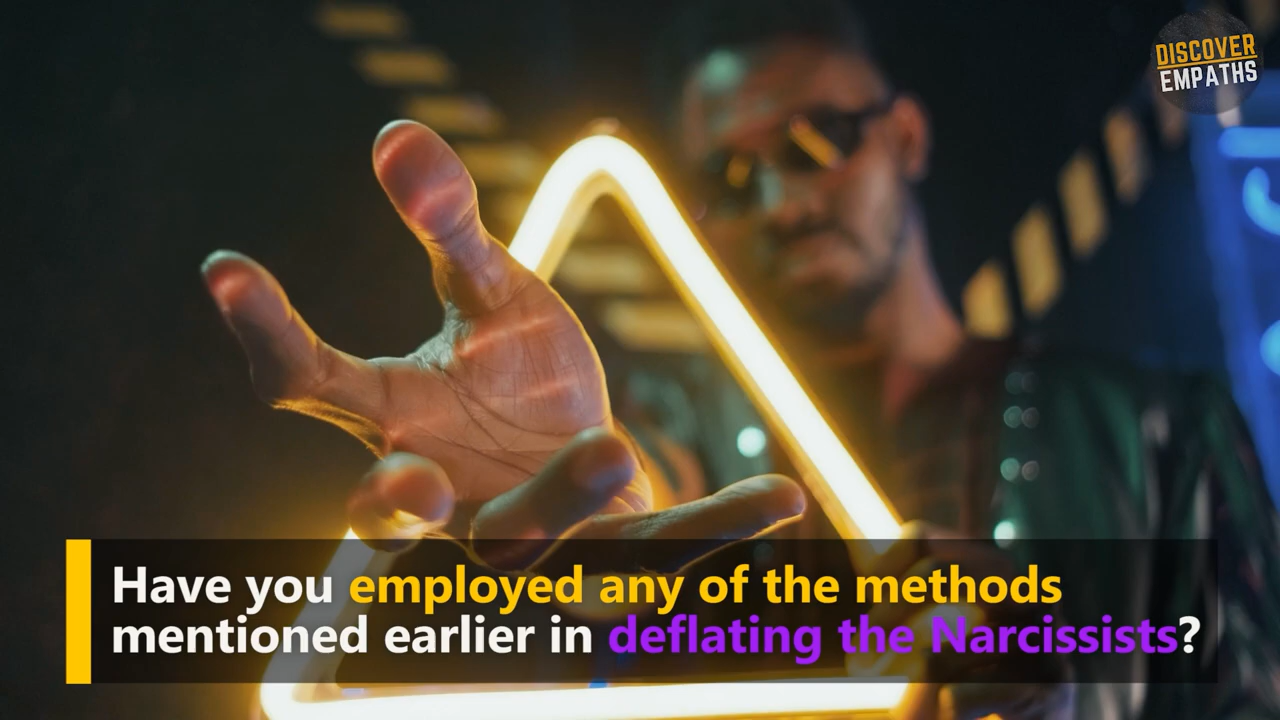 DISCOVER
EMPATHS
Have you employed any of the methods
mentioned earlier in deflating the Narcissists?